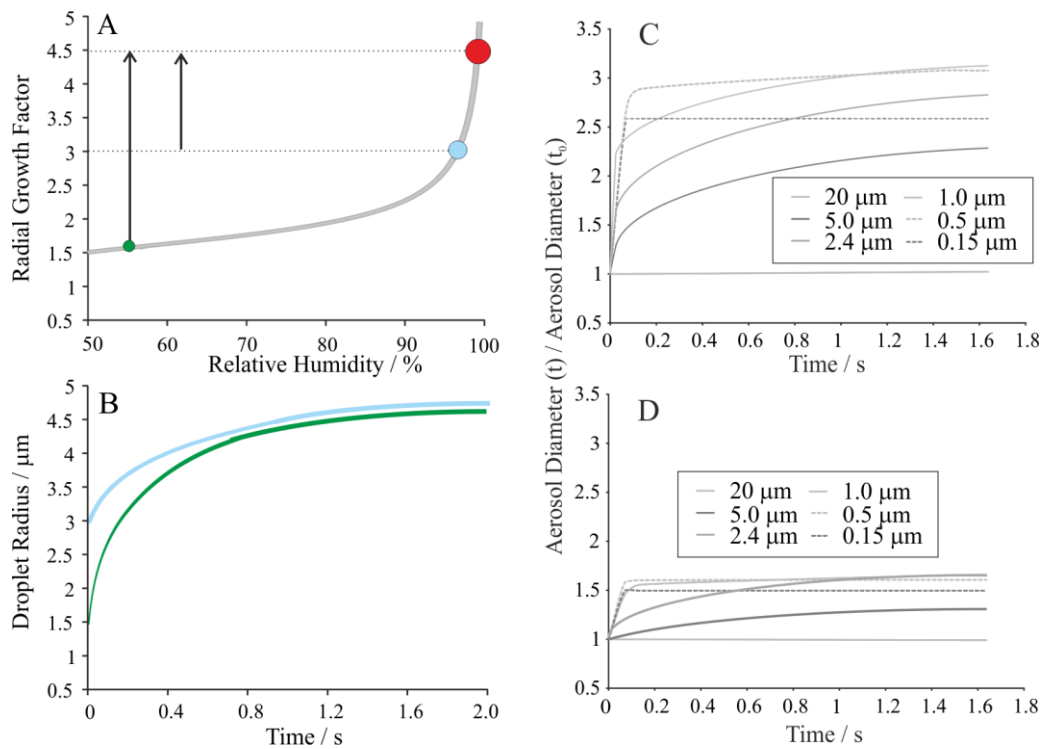 A
5
4.5
4
3.5
3
2.5
2
1.5
1
0.5
Radial Growth Factor
50 60 70 80 90 100
Relative Humidity / %
B
5
4.5
4
3.5
3
2.5
2
1.5
1
0.5
Droplet Radius / µm
0 0.4 0.8 1.2 1.6 2.0
Time / s
Aerosol Diameter (t) / Aerosol Diameter (t₀)
C
3.5
3
2.5
2
1.5
1
0.5
20 µm 1.0 µm
5.0 µm 0.5 µm
2.4 µm 0.15 µm
0 0.2 0.4 0.6 0.8 1 1.2 1.4 1.6 1.8
Time / s
D
3.5
3
2.5
2
1.5
1
0.5
20 µm 1.0 µm
5.0 µm 0.5 µm
2.4 µm 0.15 µm
0 0.2 0.4 0.6 0.8 1 1.2 1.4 1.6 1.8
Time / s